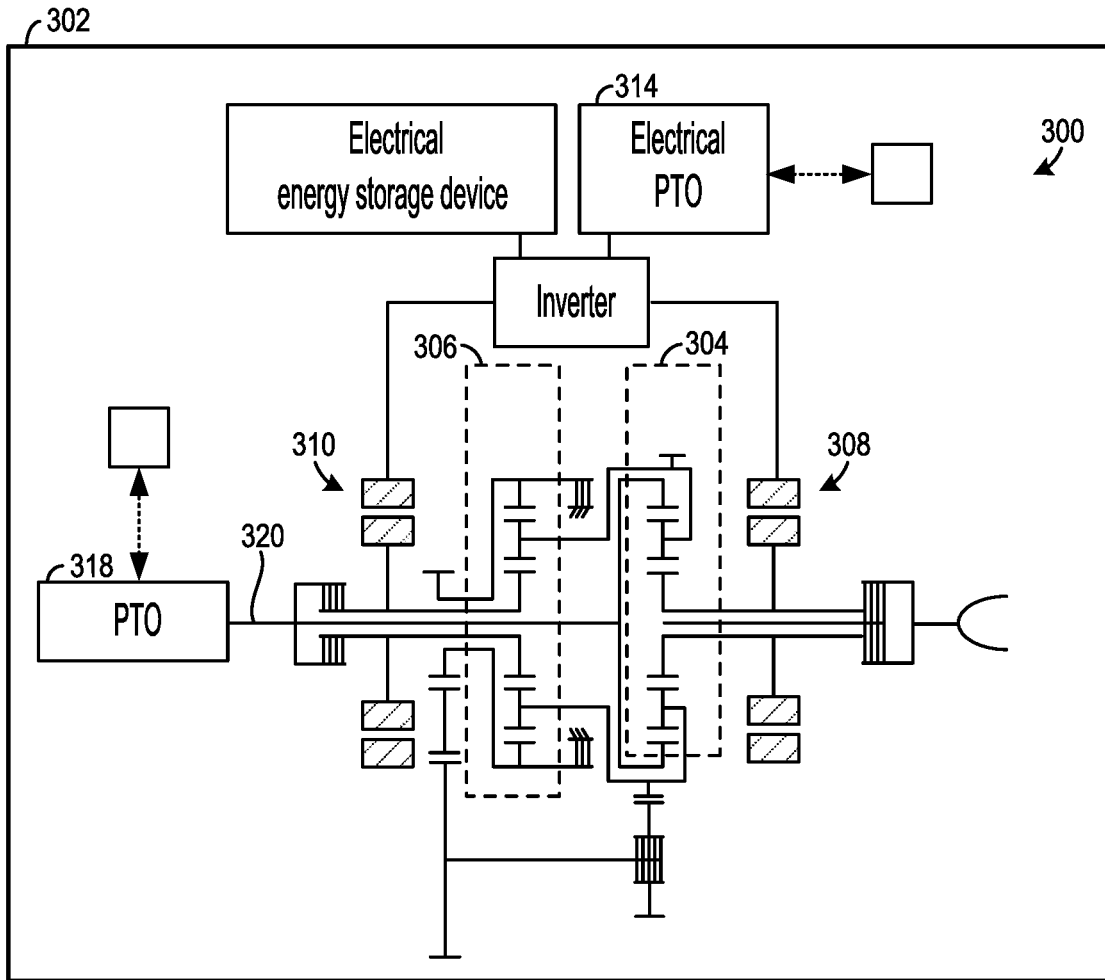 302
314
Electrical
energy storage device
Electrical
PTO
300
Inverter
306
304
310
308
318
320
PTO